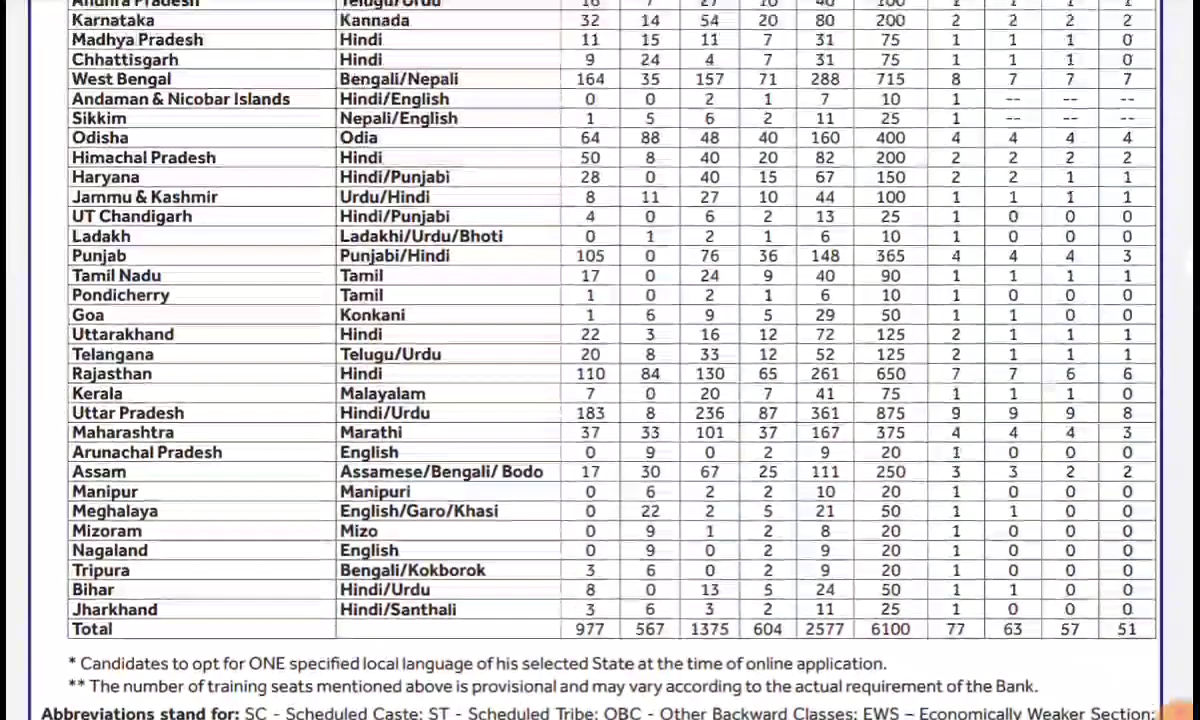 Andhra Pradesh Telugu/Urdu 16 7 27 10 40 100 1 1 1 1
Karnataka Kannada 32 14 54 20 80 200 2 2 2 2
Madhya Pradesh Hindi 11 15 11 7 31 75 1 1 1 0
Chhattisgarh Hindi 9 24 4 7 31 75 1 1 1 0
West Bengal Bengali/Nepali 164 35 157 71 288 715 8 7 7 7
Andaman & Nicobar Islands Hindi/English 0 0 2 1 7 10 1 -- -- --
Sikkim Nepali/English 1 5 6 2 11 25 1 -- -- --
Odisha Odia 64 88 48 40 160 400 4 4 4 4
Himachal Pradesh Hindi 50 8 40 20 82 200 2 2 2 2
Haryana Hindi/Punjabi 28 0 40 15 67 150 2 2 1 1
Jammu & Kashmir Urdu/Hindi 8 11 27 10 44 100 1 1 1 1
UT Chandigarh Hindi/Punjabi 4 0 6 2 13 25 1 0 0 0
Ladakh Ladakhi/Urdu/Bhoti 0 1 2 1 6 10 1 0 0 0
Punjab Punjabi/Hindi 105 0 76 36 148 365 4 4 4 3
Tamil Nadu Tamil 17 0 24 9 40 90 1 1 1 1
Pondicherry Tamil 1 0 2 1 6 10 1 0 0 0
Goa Konkani 1 6 9 5 29 50 1 1 0 0
Uttarakhand Hindi 22 3 16 12 72 125 2 1 1 1
Telangana Telugu/Urdu 20 8 33 12 52 125 2 1 1 1
Rajasthan Hindi 110 84 130 65 261 650 7 7 6 6
Kerala Malayalam 7 0 20 7 41 75 1 1 1 0
Uttar Pradesh Hindi/Urdu 183 8 236 87 361 875 9 9 9 8
Maharashtra Marathi 37 33 101 37 167 375 4 4 4 3
Arunachal Pradesh English 0 9 0 2 9 20 1 0 0 0
Assam Assamese/Bengali/ Bodo 17 30 67 25 111 250 3 3 2 2
Manipur Manipuri 0 6 2 2 10 20 1 0 0 0
Meghalaya English/Garo/Khasi 0 22 2 5 21 50 1 1 0 0
Mizoram Mizo 0 9 1 2 8 20 1 0 0 0
Nagaland English 0 9 0 2 9 20 1 0 0 0
Tripura Bengali/Kokborok 3 6 0 2 9 20 1 0 0 0
Bihar Hindi/Urdu 8 0 13 5 24 50 1 1 0 0
Jharkhand Hindi/Santhali 3 6 3 2 11 25 1 0 0 0
Total 977 567 1375 604 2577 6100 77 63 57 51
* Candidates to opt for ONE specified local language of his selected State at the time of online application.
** The number of training seats mentioned above is provisional and may vary according to the actual requirement of the Bank.
Abbreviations stand for: SC - Scheduled Caste; ST - Scheduled Tribe; OBC - Other Backward Classes; EWS – Economically Weaker Section;